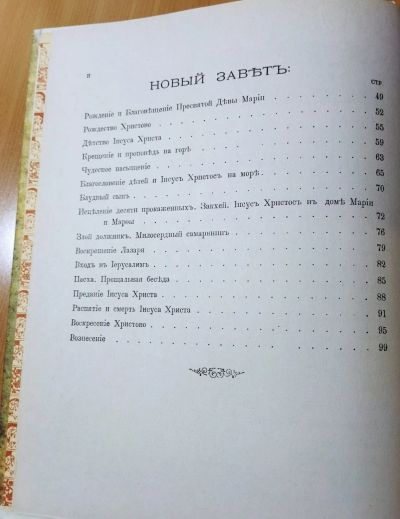 II
НОВЫЙ ЗАВѢТЪ:
СТР
Рожденіе и Благовѣщеніе Пресвятой Дѣвы Маріи 49
Рождество Христово 52
Дѣтство Іисуса Христа 55
Крещеніе и проповѣдь на горѣ 59
Чудесное насыщеніе 63
Благословеніе дѣтей и Іисусъ Христосъ на морѣ 65
Блудный сынъ 70
Исцѣленіе десяти прокаженныхъ. Закхей. Іисусъ Христосъ въ домѣ Маріи
и Марѳы 72
Злой должникъ. Милосердный самарянинъ 76
Воскрешеніе Лазаря 79
Входъ въ Іерусалимъ 82
Пасха. Прощальная бесѣда 85
Преданіе Іисуса Христа 88
Распятіе и смерть Іисуса Христа 91
Воскресеніе Христово 95
Вознесеніе 99